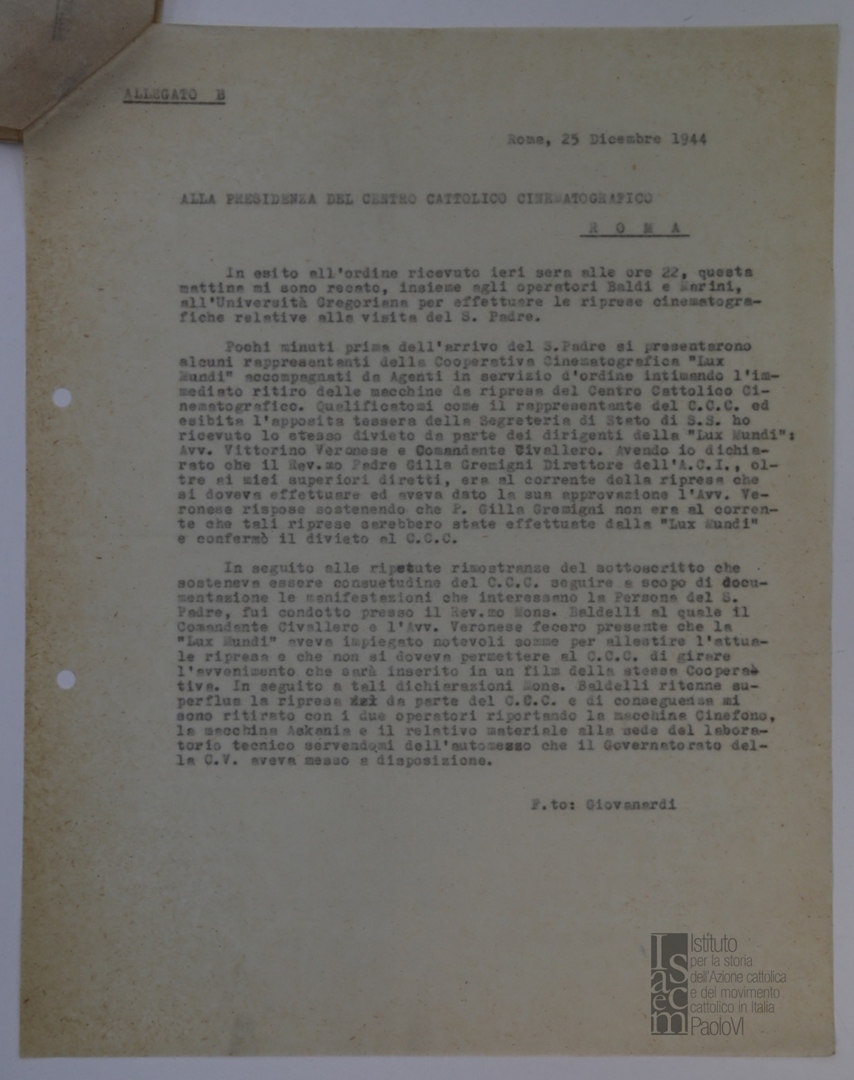 ALLEGATO B
Roma, 25 Dicembre 1944
ALLA PRESIDENZA DEL CENTRO CATTOLICO CINEMATOGRAFICO
R O M A
In esito all'ordine ricevuto ieri sera alle ore 22, questa
mattina mi sono recato, insieme agli operatori Baldi e Marini,
all'Università Gregoriana per effettuare le riprese cinematogra-
fiche relative alla visita del S. Padre.
Pochi minuti prima dell'arrivo del S.Padre si presentarono
alcuni rappresentanti della Cooperativa Cinematografica "Lux
Mundi" accompagnati da Agenti in servizio d'ordine intimando l'im-
mediato ritiro delle macchine da ripresa del Centro Cattolico Ci-
nematografico. Qualificatomi come il rappresentante del C.C.C. ed
esibita l'apposita tessera della Segreteria di Stato di S.S. ho
ricevuto lo stesso divieto da parte dei dirigenti della "Lux Mundi":
Avv. Vittorino Veronese e Comandante Civallero. Avendo io dichia-
rato che il Rev.mo Padre Gilla Gremigni Direttore dell'A.C.I., ol-
tre ai miei superiori diretti, era al corrente della ripresa che
si doveva effettuare ed aveva dato la sua approvazione l'Avv. Ve-
ronese rispose sostenendo che P. Gilla Gremigni non era al corren-
te che tali riprese sarebbero state effettuate dalla "Lux Mundi"
e confermò il divieto al C.C.C.
In seguito alle ripetute rimostranze del sottoscritto che
sosteneva essere consuetudine del C.C.C. seguire a scopo di docu-
mentazione le manifestazioni che interessano la Persona del S.
Padre, fui condotto presso il Rev.mo Mons. Baldelli al quale il
Comandante Civallero e l'Avv. Veronese fecero presente che la
"Lux Mundi" aveva impiegato notevoli somme per allestire l'attua-
le ripresa e che non si doveva permettere al C.C.C. di girare
l'avvenimento che sarà inserito in un film della stessa Coopera-
tiva. In seguito a tali dichiarazioni Mons. Baldelli ritenne su-
perflua la ripresa da parte del C.C.C. e di conseguenza mi
sono ritirato con i due operatori riportando la macchina Cinefono,
la macchina Askania e il relativo materiale alla sede del labora-
torio tecnico servendomi dell'automezzo che il Governatorato del-
la C.V. aveva messo a disposizione.
F.to: Giovanardi
Isacem
Istituto
per la storia
dell'Azione cattolica
e del movimento
cattolico in Italia
PaoloVI